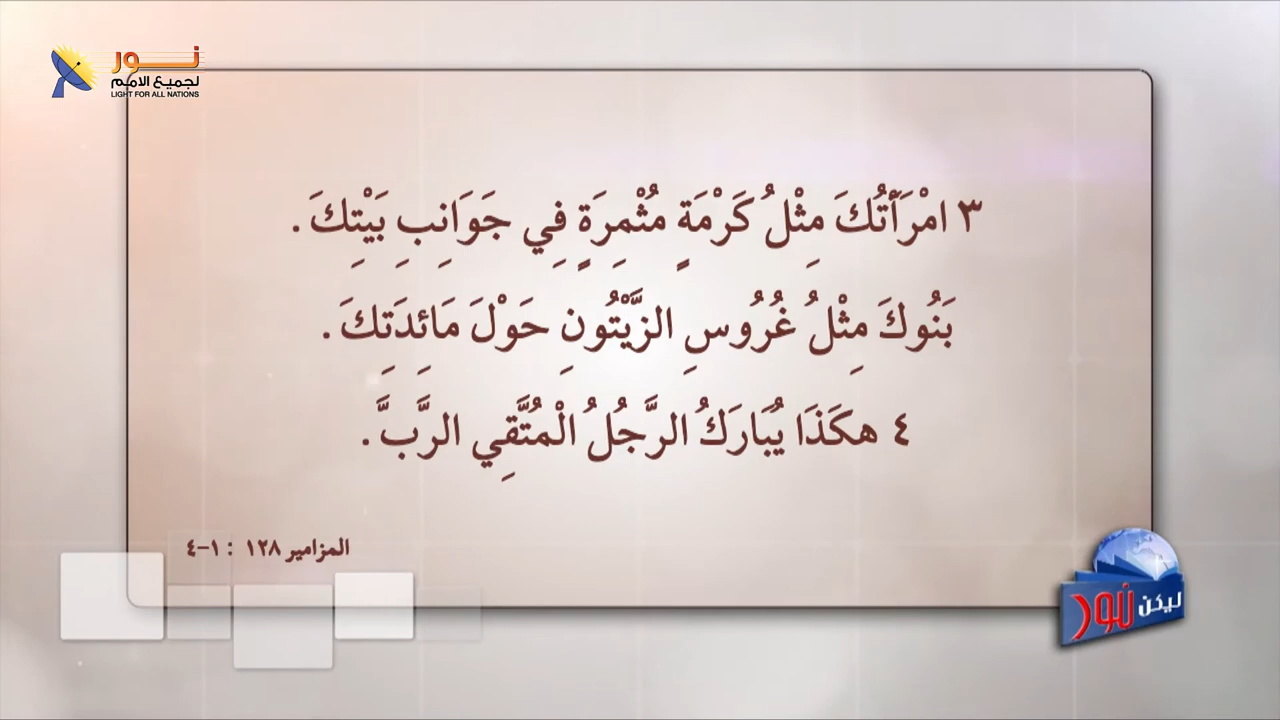 نور
لجميع الامم
LIGHT FOR ALL NATIONS
٣ امْرَأَتُكَ مِثْلُ كَرْمَةٍ مُثْمِرَةٍ فِي جَوَانِبِ بَيْتِكَ.
بَنُوكَ مِثْلُ غُرُوسِ الزَّيْتُونِ حَوْلَ مَائِدَتِكَ.
٤ هكَذَا يُبَارَكُ الرَّجُلُ الْمُتَّقِي الرَّبَّ.
المزامير ١٢٨ : ١-٤
ليكن نور